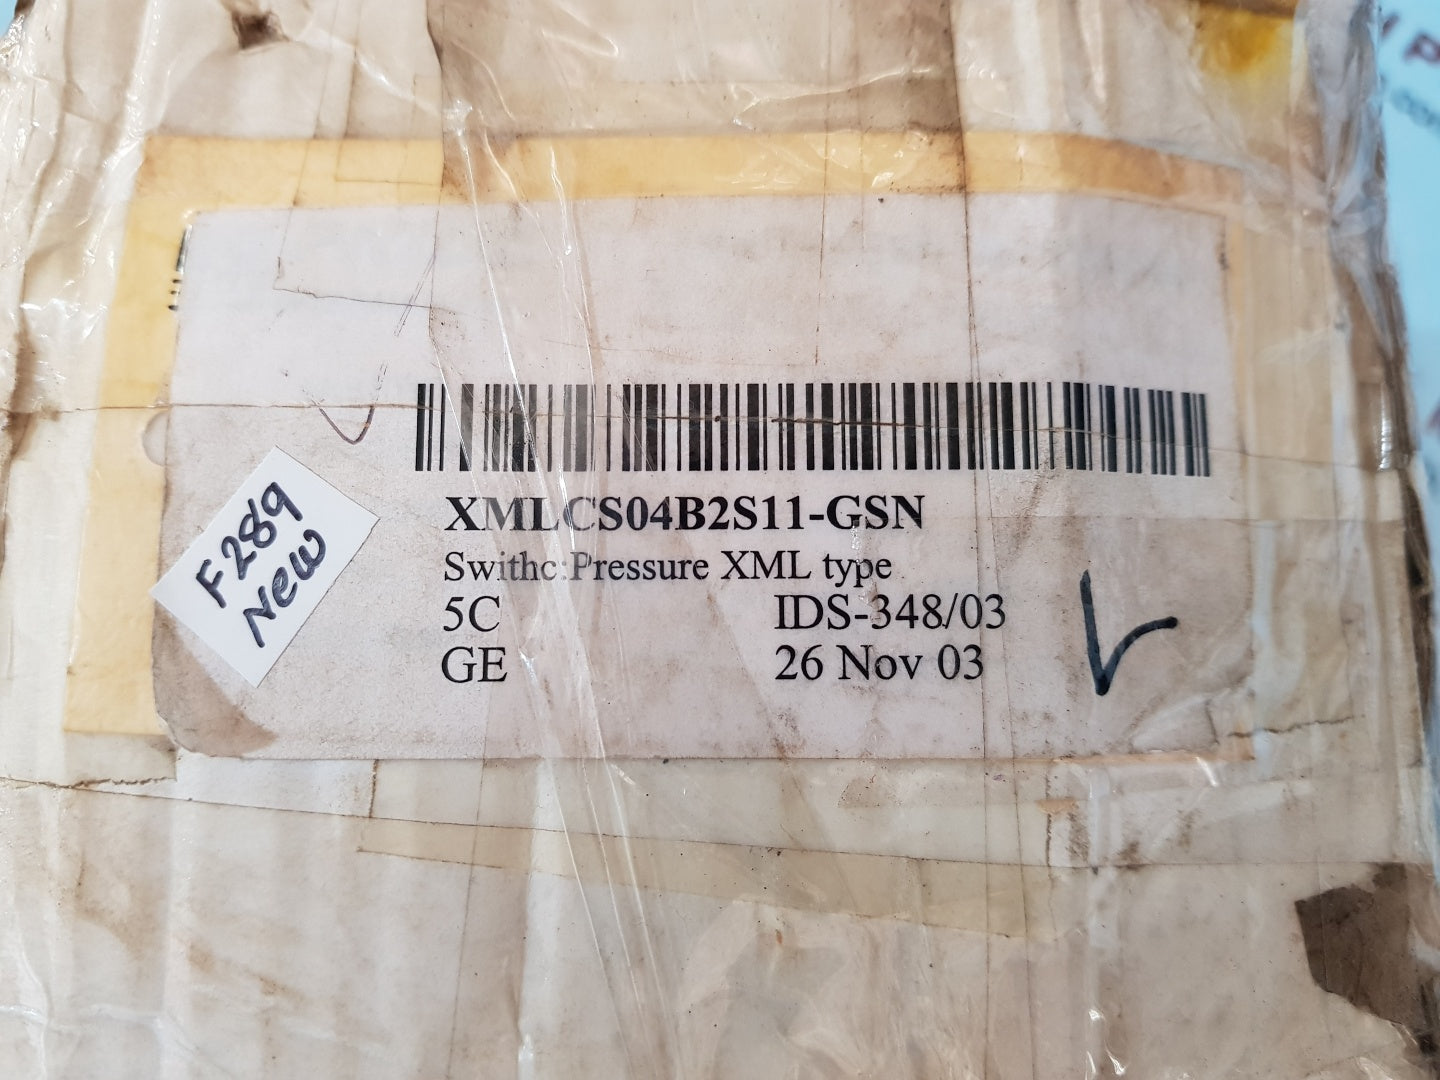 XMLCS04B2S11-GSN
Swithc:Pressure XML type
5C IDS-348/03
GE 26 Nov 03
F289
New